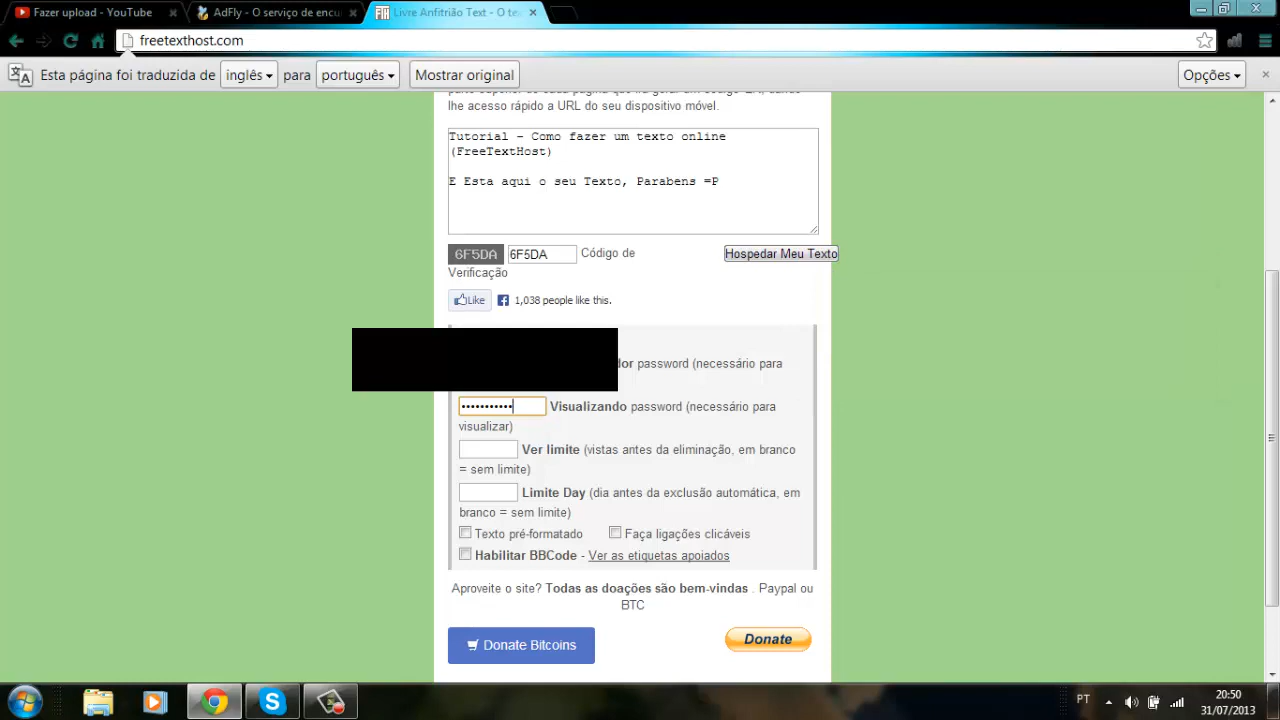 Fazer upload - YouTube
AdFly - O serviço de encu
Livre Anfitrião Text - O te
freetexthost.com
Esta página foi traduzida de inglês para português Mostrar original Opções
lhe acesso rápido a URL do seu dispositivo móvel.
Tutorial - Como fazer um texto online
(FreeTextHost)
E Esta aqui o seu Texto, Parabens =P
6F5DA 6F5DA Código de Hospedar Meu Texto
Verificação
Like 1,038 people like this.
dor password (necessário para
Visualizando password (necessário para
visualizar)
Ver limite (vistas antes da eliminação, em branco
= sem limite)
Limite Day (dia antes da exclusão automática, em
branco = sem limite)
Texto pré-formatado Faça ligações clicáveis
Habilitar BBCode - Ver as etiquetas apoiados
Aproveite o site? Todas as doações são bem-vindas . Paypal ou
BTC
Donate Bitcoins Donate
PT 20:50
31/07/2013